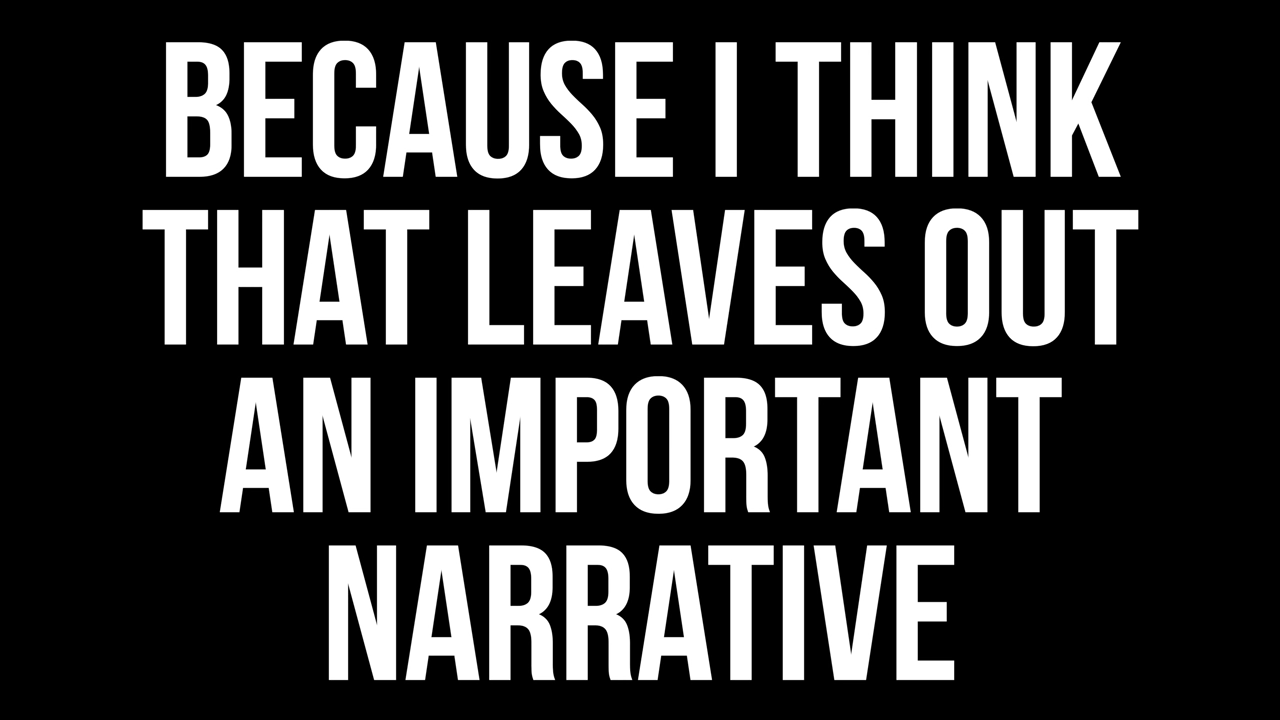 BECAUSE I THINK
THAT LEAVES OUT
AN IMPORTANT
NARRATIVE